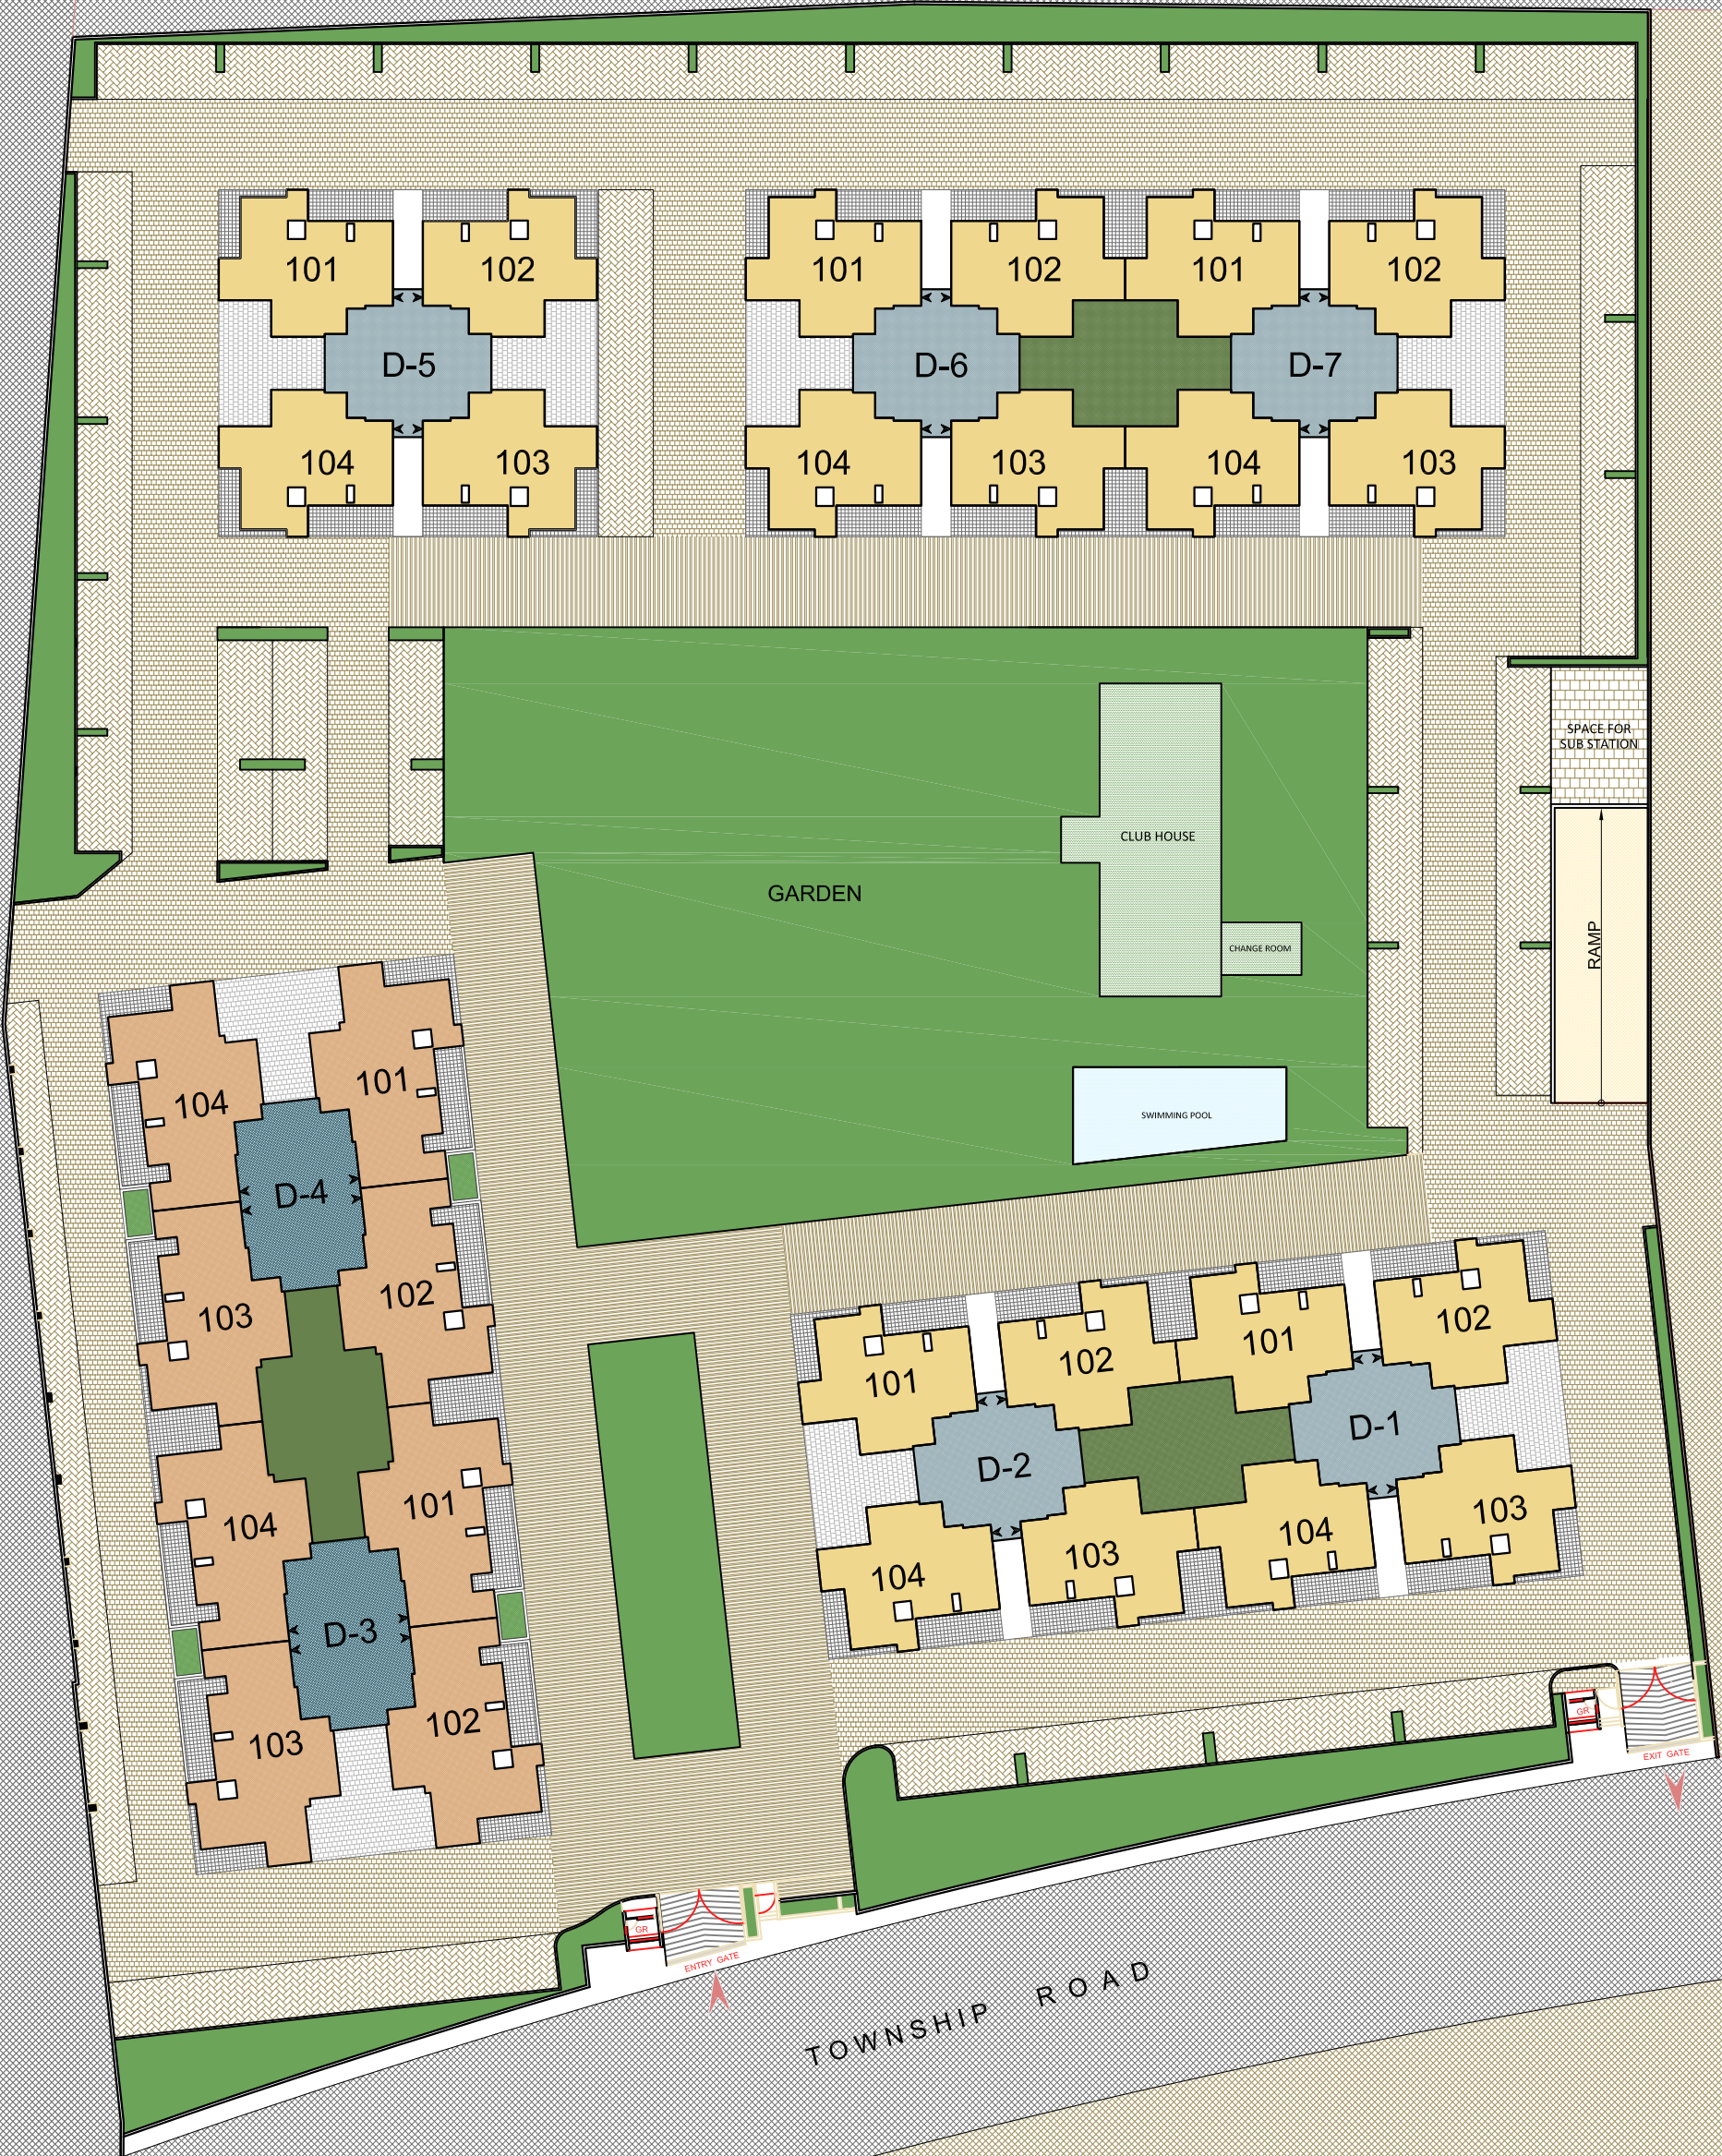 101
102
101
102
101
102
D-5
D-6
D-7
104
103
104
103
104
103
SPACE FOR
SUB STATION
CLUB HOUSE
GARDEN
RAMP
CHANGE ROOM
101
104
SWIMMING POOL
D-4
102
103
102
101
101
102
D-1
D-2
101
104
103
104
103
104
D-3
102
103
GR
EXIT GATE
GR
ENTRY GATE
TOWNSHIP ROAD